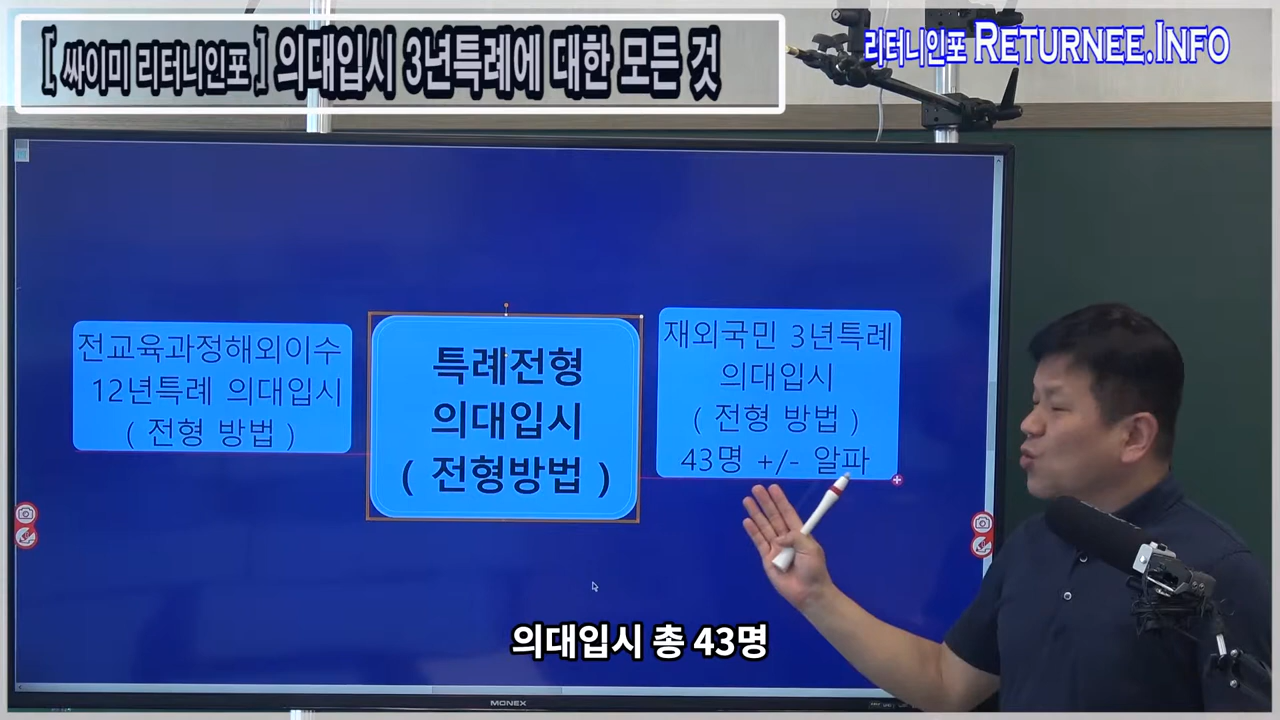 [ 싸이미 리터니인포 ] 의대입시 3년특례에 대한 모든 것
리터니인포 RETURNEE.INFO
전교육과정해외이수
12년특례 의대입시
( 전형 방법 )
특례전형
의대입시
( 전형방법 )
재외국민 3년특례
의대입시
( 전형 방법 )
43명 +/- 알파
의대입시 총 43명
MONEX